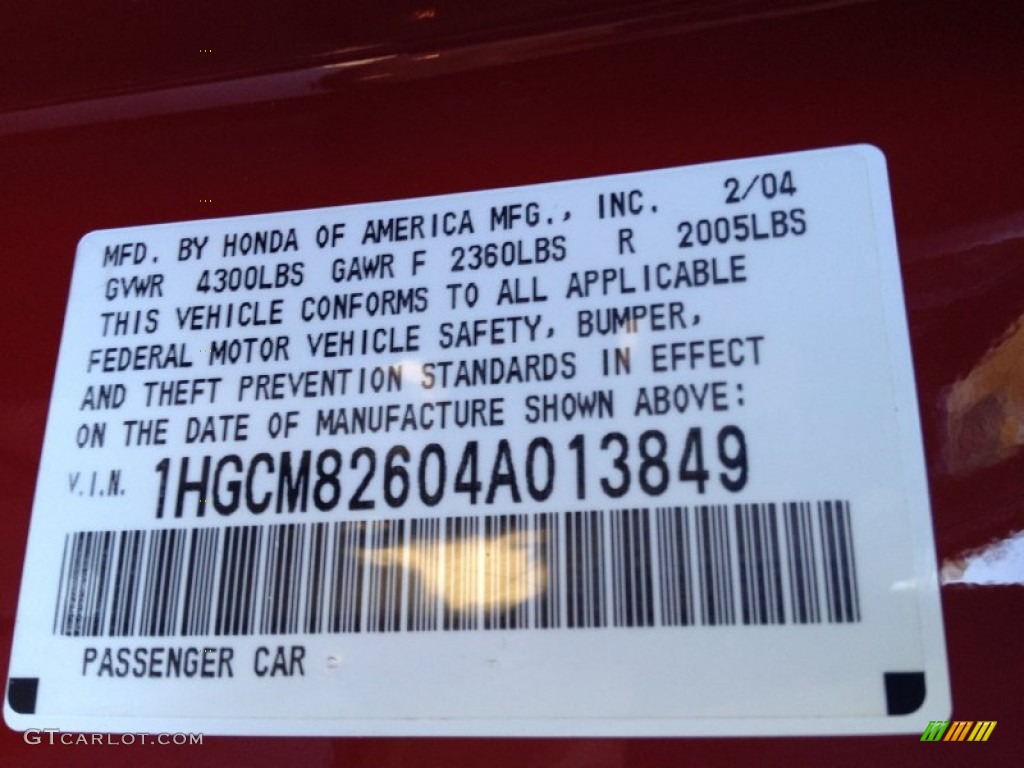 MFD. BY HONDA OF AMERICA MFG., INC. 2/04
GVWR 4300LBS GAWR F 2360LBS R 2005LBS
THIS VEHICLE CONFORMS TO ALL APPLICABLE
FEDERAL MOTOR VEHICLE SAFETY, BUMPER,
AND THEFT PREVENTION STANDARDS IN EFFECT
ON THE DATE OF MANUFACTURE SHOWN ABOVE:
V.I.N. 1HGCM82604A013849
PASSENGER CAR
GTCARLOT.COM